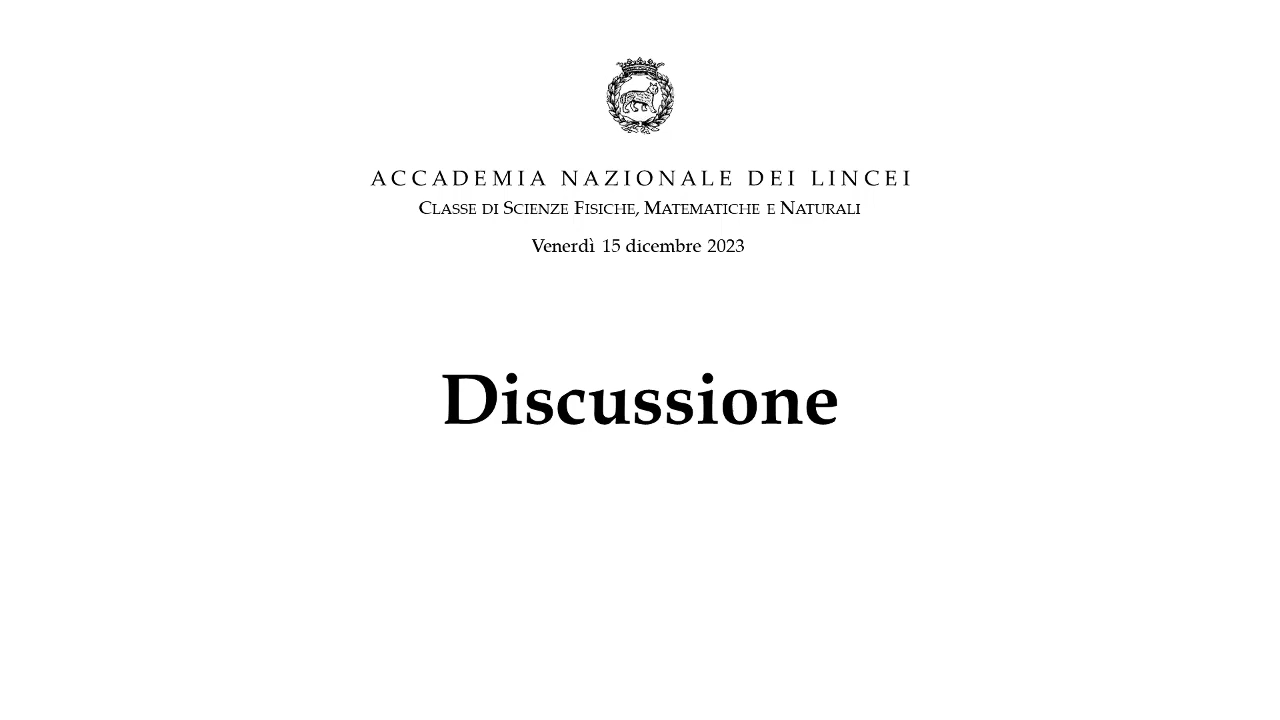 ACCADEMIA NAZIONALE DEI LINCEI
Classe di Scienze Fisiche, Matematiche e Naturali
Venerdì 15 dicembre 2023
Discussione